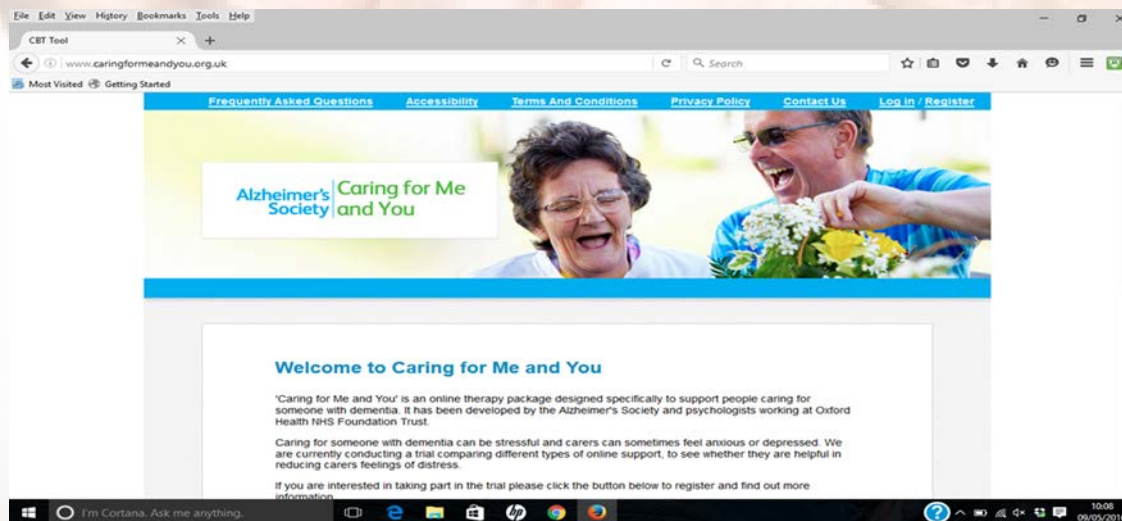 File Edit View History Bookmarks Tools Help
CBT Tool
www.caringformeandyou.org.uk
Search
Most Visited Getting Started
Frequently Asked Questions Accessibility Terms And Conditions Privacy Policy Contact Us Log in / Register
Alzheimer's Society
Caring for Me and You
Welcome to Caring for Me and You
'Caring for Me and You' is an online therapy package designed specifically to support people caring for
someone with dementia. It has been developed by the Alzheimer's Society and psychologists working at Oxford
Health NHS Foundation Trust.
Caring for someone with dementia can be stressful and carers can sometimes feel anxious or depressed. We
are currently conducting a trial comparing different types of online support, to see whether they are helpful in
reducing carers feelings of distress.
If you are interested in taking part in the trial please click the button below to register and find out more
information
I'm Cortana. Ask me anything.
hp
10:08